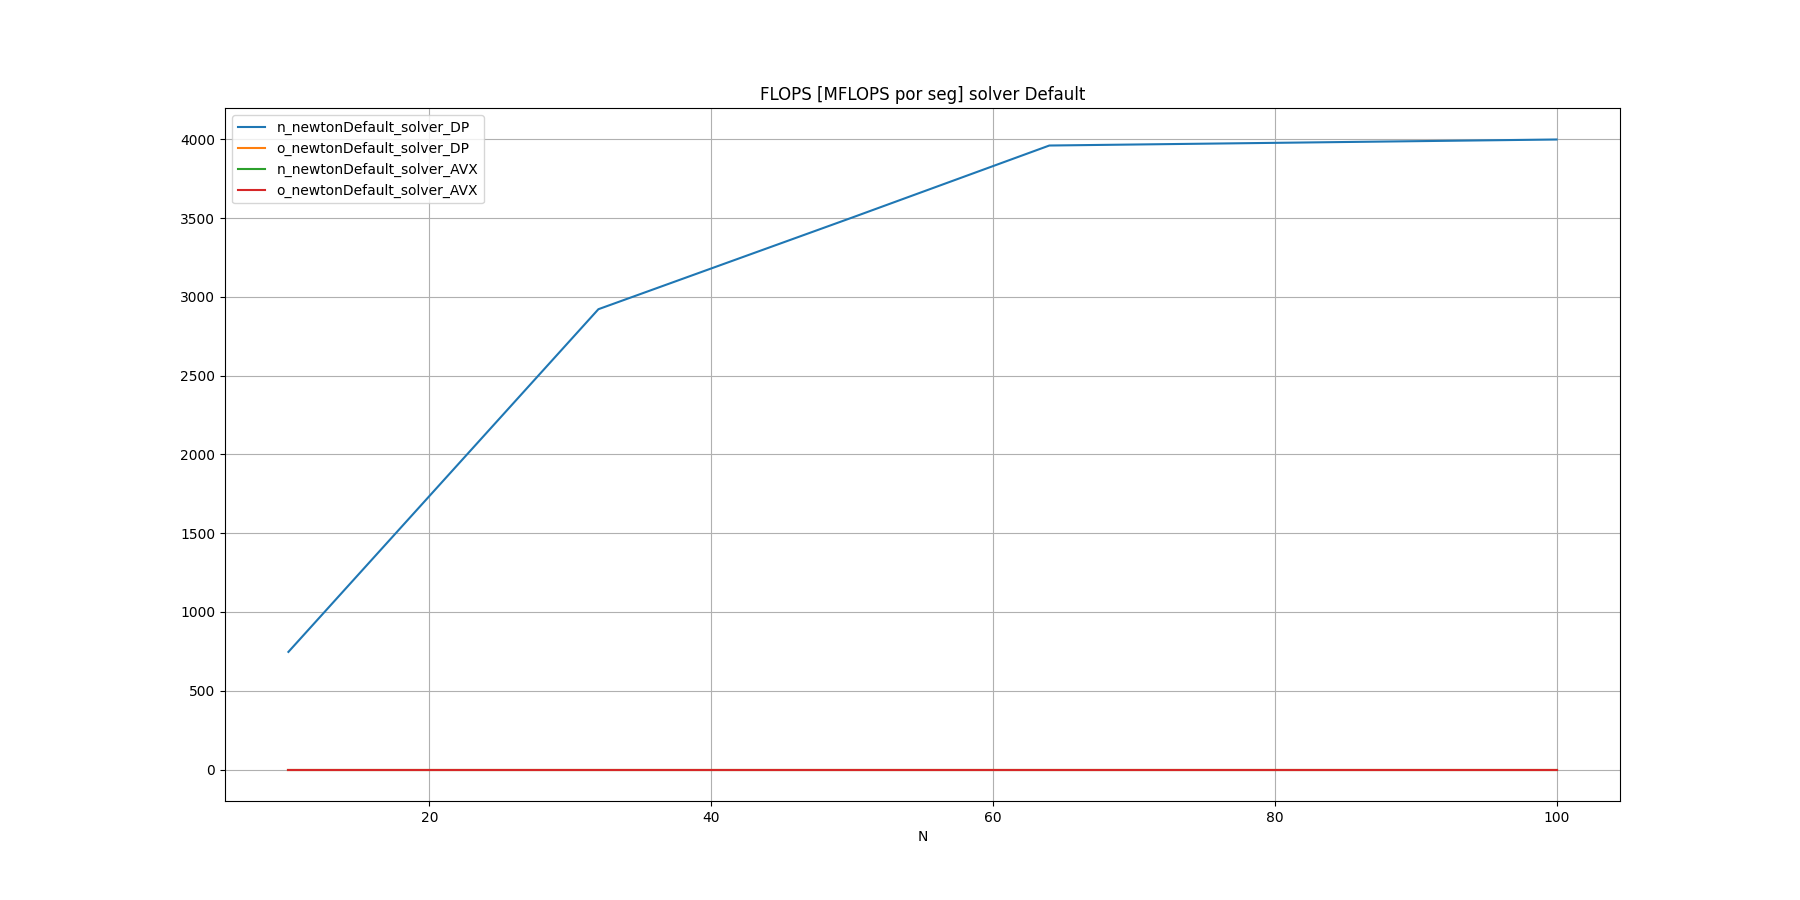 FLOPS [MFLOPS por seg] solver Default
n_newtonDefault_solver_DP
o_newtonDefault_solver_DP
n_newtonDefault_solver_AVX
o_newtonDefault_solver_AVX
4000
3500
3000
2500
2000
1500
1000
500
0
20 40 60 80 100
N